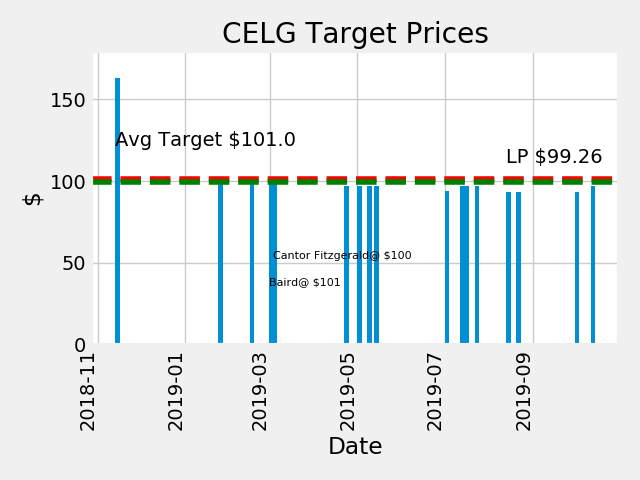 CELG Target Prices
150
Avg Target $101.0
LP $99.26
100
Cantor Fitzgerald@ $100
50
Baird@ $101
0
$
2018-11
2019-01
2019-03
2019-05
2019-07
2019-09
Date